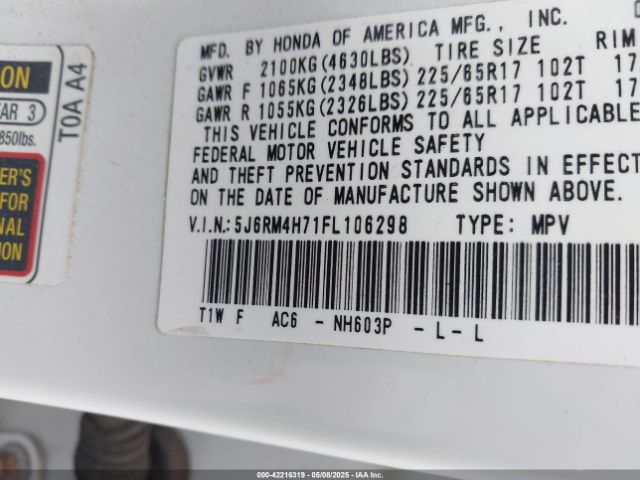 MFD. BY HONDA OF AMERICA MFG., INC.
GVWR 2100KG(4630LBS) TIRE SIZE RIM
GAWR F 1065KG(2348LBS) 225/65R17 102T 17
GAWR R 1055KG(2326LBS) 225/65R17 102T 17
THIS VEHICLE CONFORMS TO ALL APPLICABLE
FEDERAL MOTOR VEHICLE SAFETY
AND THEFT PREVENTION STANDARDS IN EFFECT
ON THE DATE OF MANUFACTURE SHOWN ABOVE.
V.I.N.:5J6RM4H71FL106298 TYPE: MPV
T1W F AC6 - NH603P - L - L
ION
AR 3
850lbs.
T0A A4
ER'S
FOR
NAL
ION
000-42216319 - 05/08/2025 - IAAI.COM